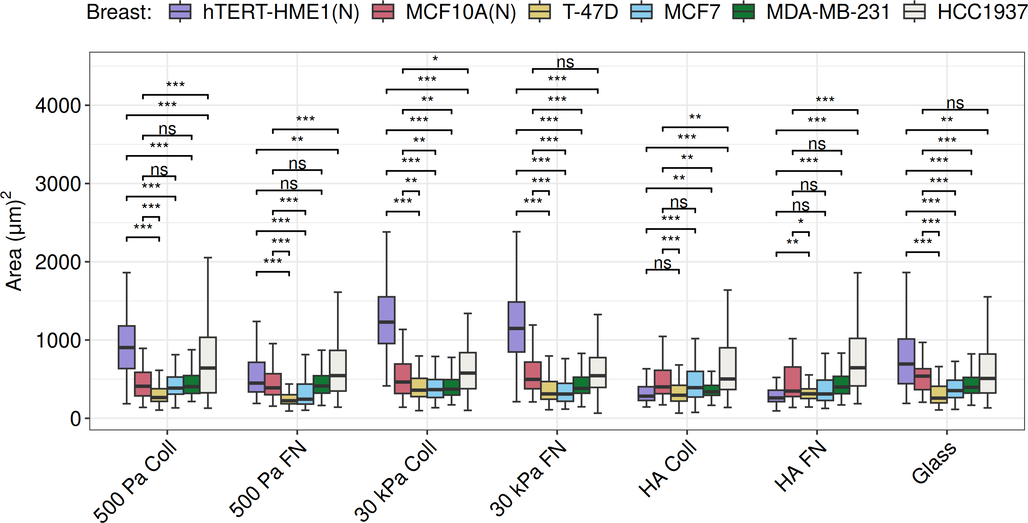 Breast: hTERT-HME1(N) MCF10A(N) T-47D MCF7 MDA-MB-231 HCC1937
Area (µm)²
4000
3000
2000
1000
0
*** *** ns *** ns *** *** ***
*** ** ns ns *** *** *** ***
* *** ** *** ** *** ** ***
ns *** *** *** *** *** *** ***
** *** ** ** ns *** *** ns
*** *** ns *** ns ns * **
ns ** *** *** *** *** *** ***
500 Pa Coll
500 Pa FN
30 kPa Coll
30 kPa FN
HA Coll
HA FN
Glass